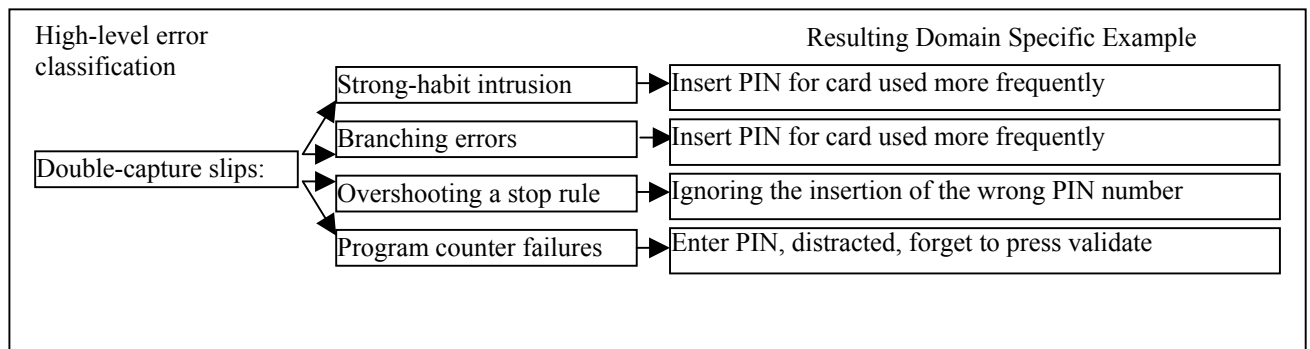 High-level error
classification
Resulting Domain Specific Example
Strong-habit intrusion
Insert PIN for card used more frequently
Branching errors
Insert PIN for card used more frequently
Double-capture slips:
Overshooting a stop rule
Ignoring the insertion of the wrong PIN number
Program counter failures
Enter PIN, distracted, forget to press validate